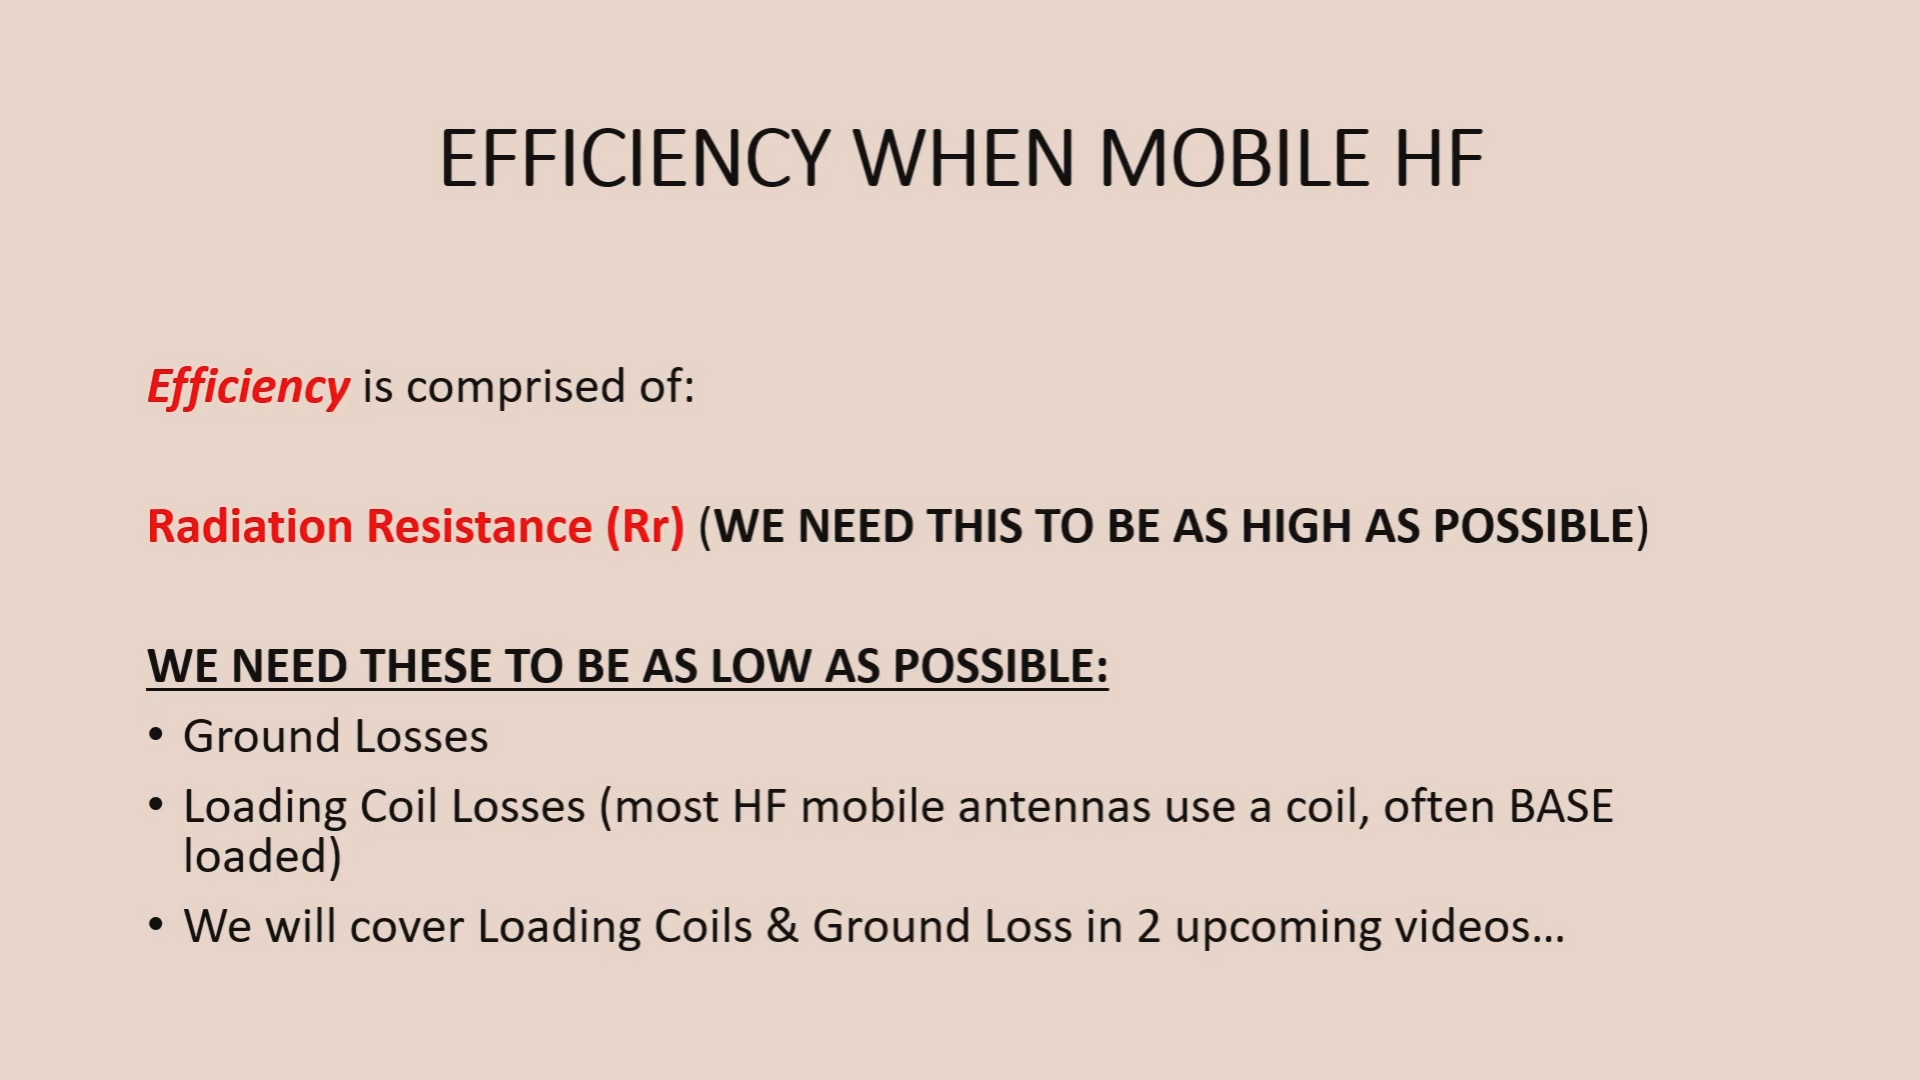 EFFICIENCY WHEN MOBILE HF
Efficiency is comprised of:
Radiation Resistance (Rr) (WE NEED THIS TO BE AS HIGH AS POSSIBLE)
WE NEED THESE TO BE AS LOW AS POSSIBLE:
• Ground Losses
• Loading Coil Losses (most HF mobile antennas use a coil, often BASE
loaded)
• We will cover Loading Coils & Ground Loss in 2 upcoming videos…